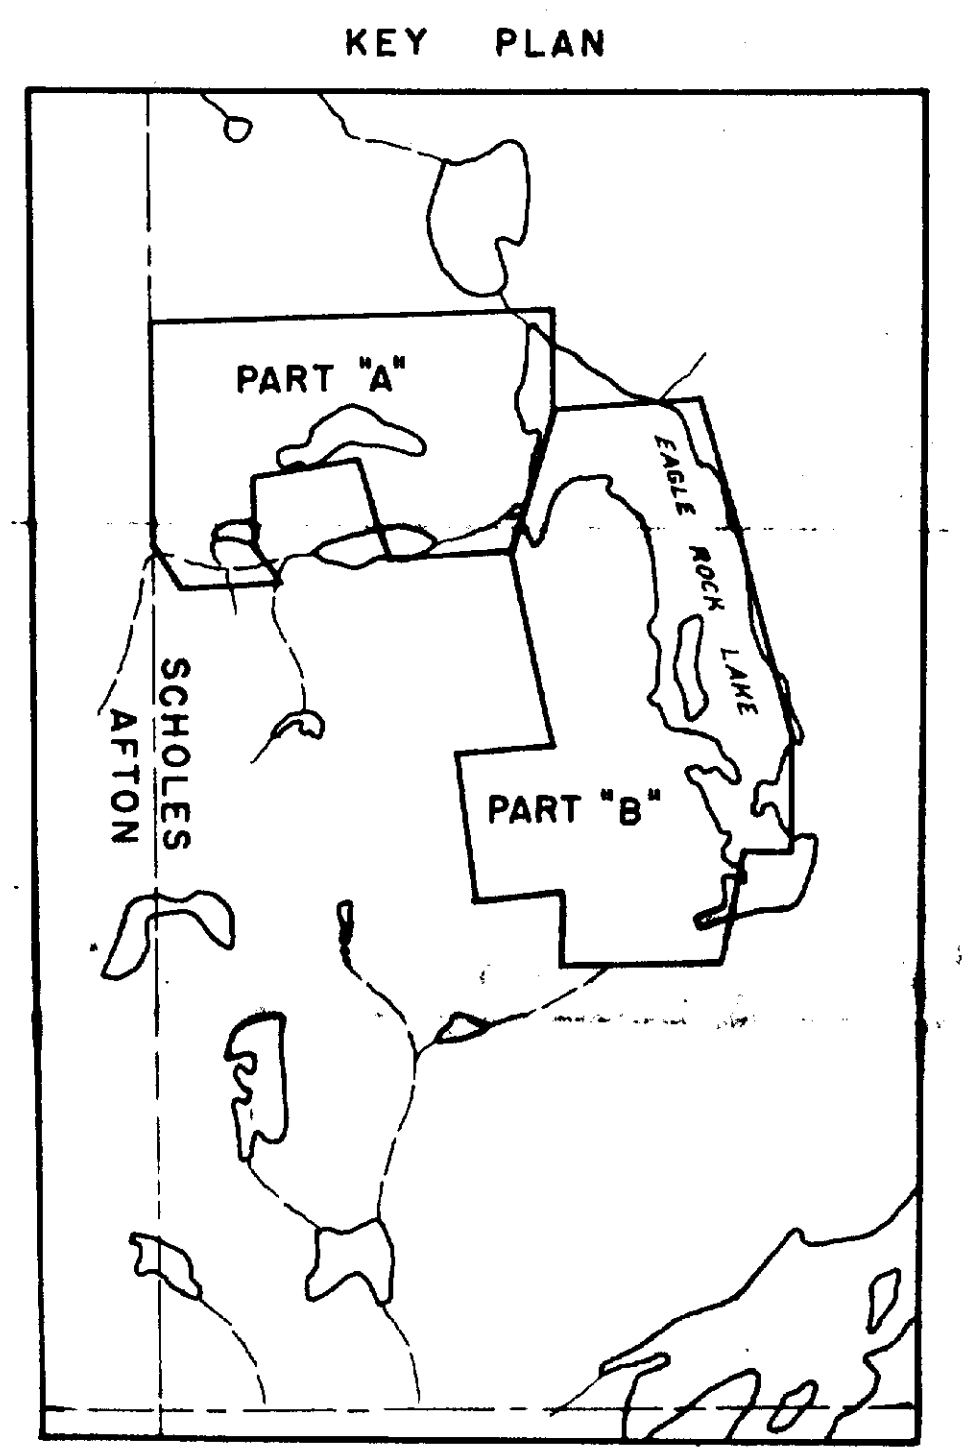 KEY PLAN
PART "A"
EAGLE ROCK LAKE
SCHOLES
AFTON
PART "B"